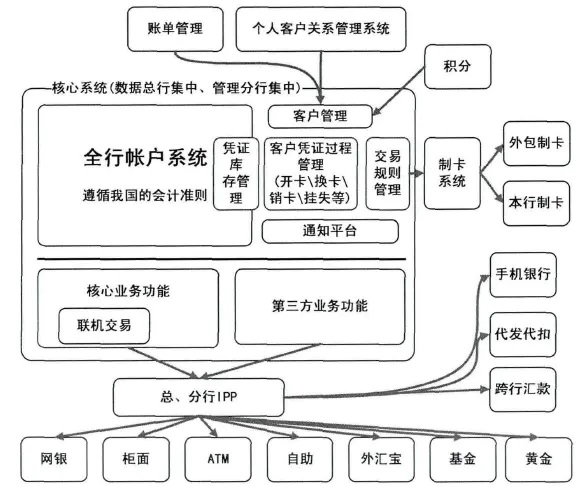 账单管理
个人客户关系管理系统
积分
核心系统(数据总行集中、管理分行集中)
客户管理
全行帐户系统
遵循我国的会计准则
凭证
库
存管
理
客户凭证过程
管理
(开卡\换卡\
销卡\挂失等)
交易
规则
管理
通知平台
制卡
系统
外包制卡
本行制卡
核心业务功能
联机交易
第三方业务功能
手机银行
代发代扣
跨行汇款
总、分行IPP
网银
柜面
ATM
自助
外汇宝
基金
黄金